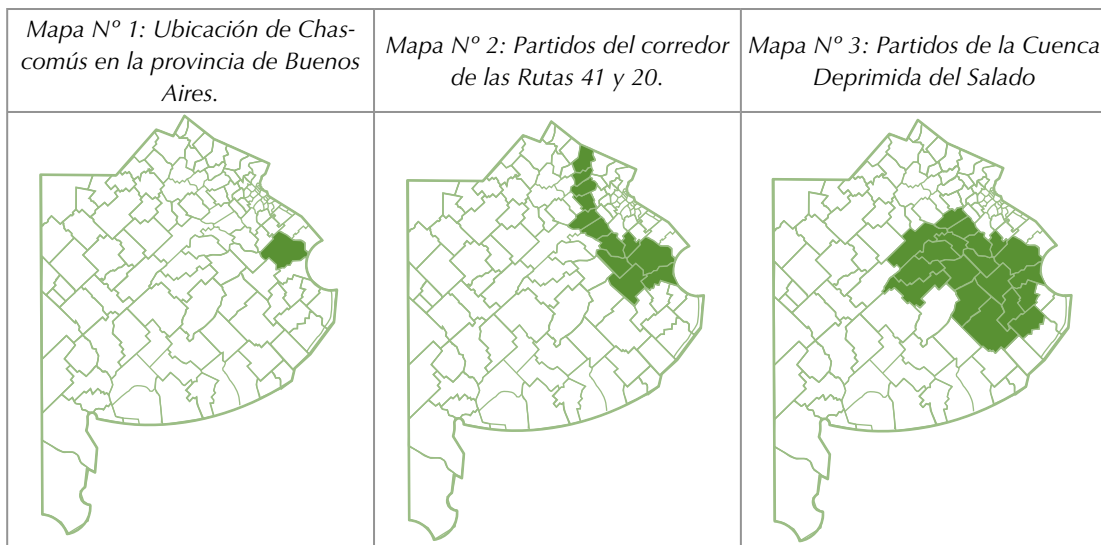 Mapa Nº 1: Ubicación de Chas-
comús en la provincia de Buenos
Aires.
Mapa Nº 2: Partidos del corredor
de las Rutas 41 y 20.
Mapa Nº 3: Partidos de la Cuenca
Deprimida del Salado